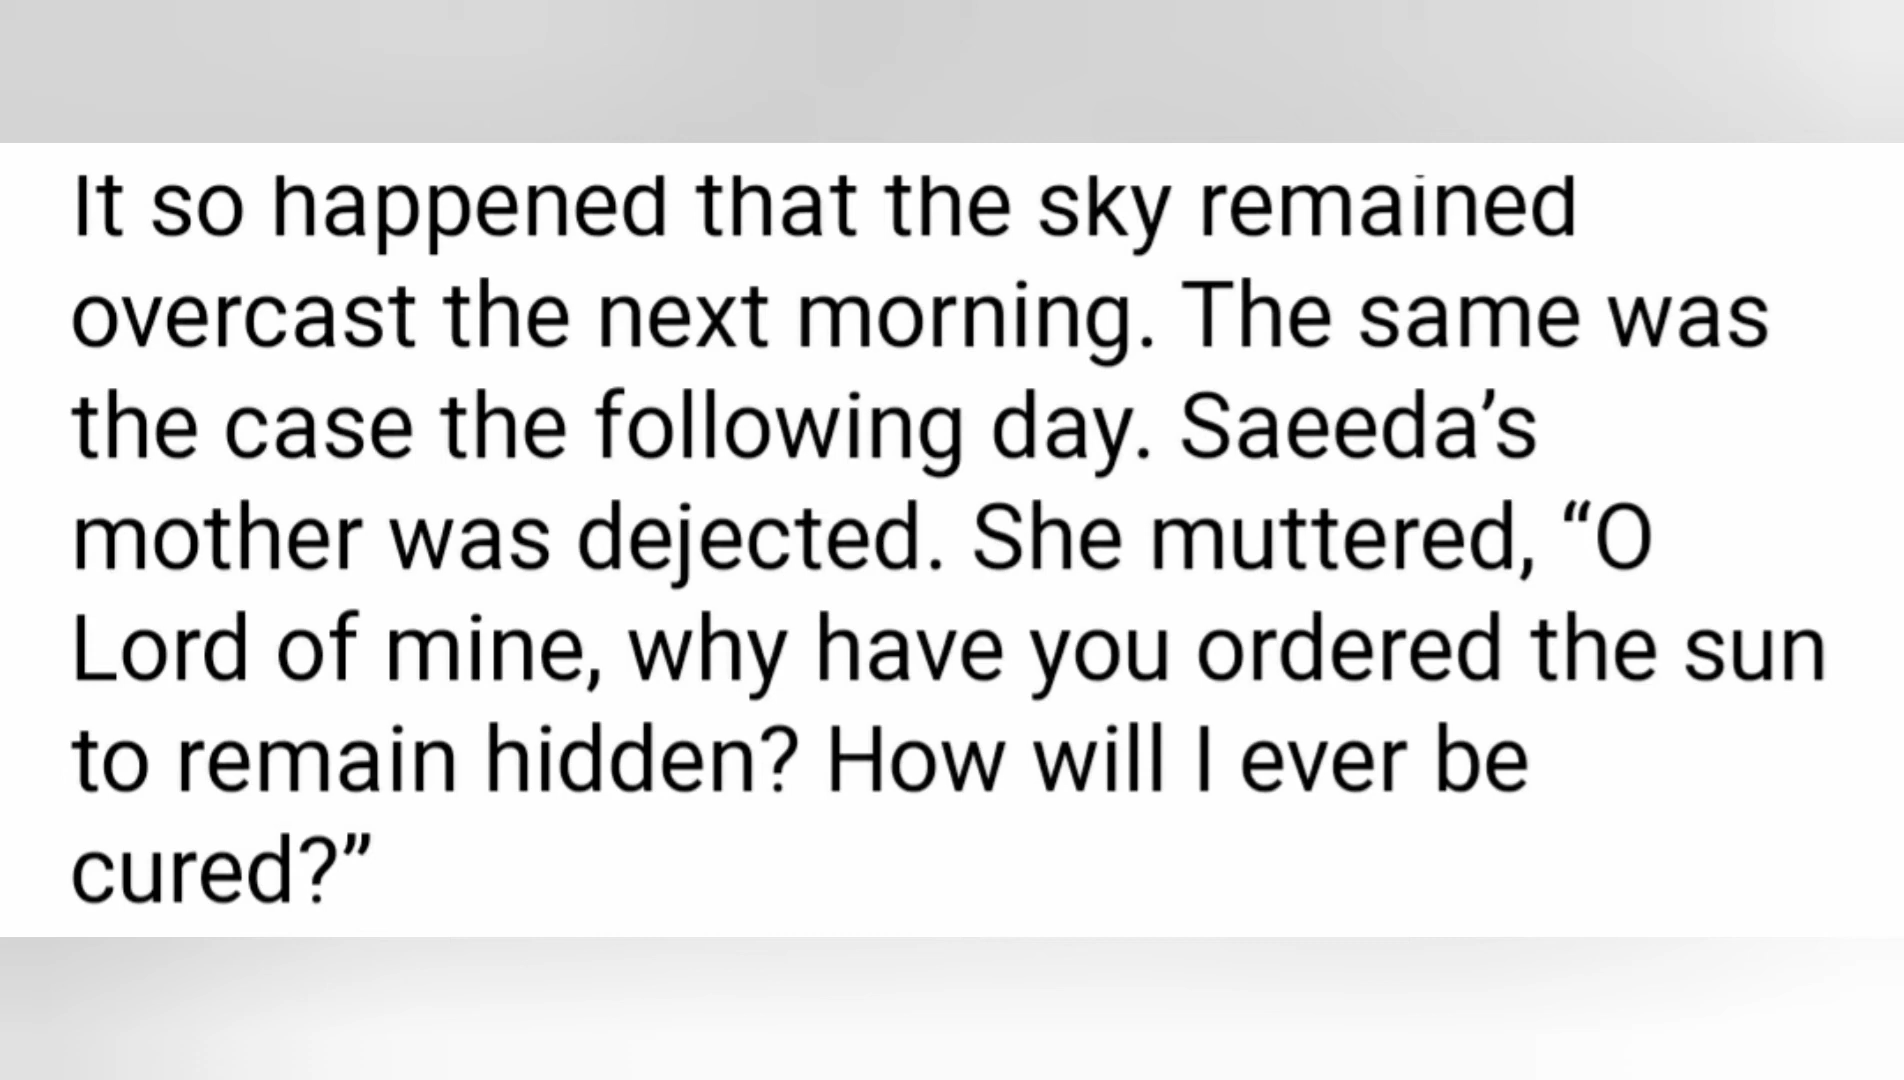 It so happened that the sky remained
overcast the next morning. The same was
the case the following day. Saeeda’s
mother was dejected. She muttered, “O
Lord of mine, why have you ordered the sun
to remain hidden? How will I ever be
cured?”